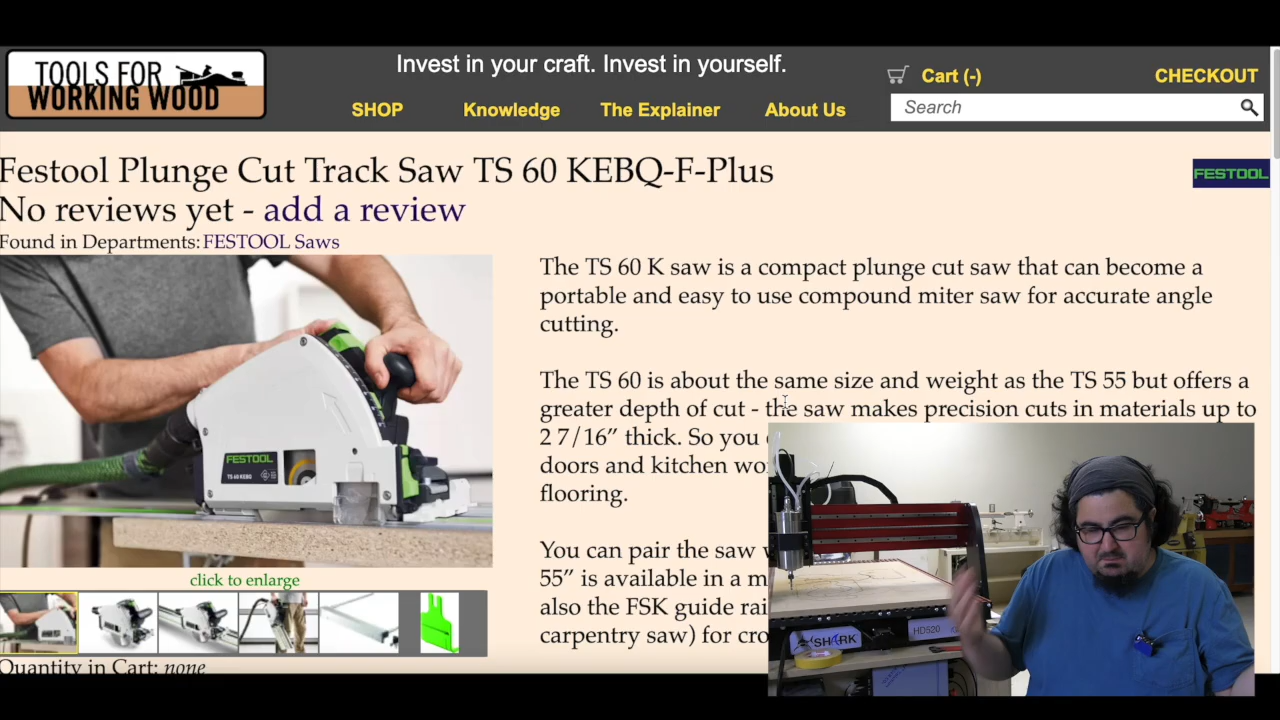 TOOLS FOR
WORKING WOOD
Invest in your craft. Invest in yourself.
Cart (-)
CHECKOUT
SHOP
Knowledge
The Explainer
About Us
Search
Festool Plunge Cut Track Saw TS 60 KEBQ-F-Plus
FESTOOL
No reviews yet - add a review
Found in Departments: FESTOOL Saws
FESTOOL
TS 60 KEBQ
click to enlarge
Quantity in Cart: none
The TS 60 K saw is a compact plunge cut saw that can become a
portable and easy to use compound miter saw for accurate angle
cutting.
The TS 60 is about the same size and weight as the TS 55 but offers a
greater depth of cut - the saw makes precision cuts in materials up to
2 7/16” thick. So you
doors and kitchen wo
flooring.
You can pair the saw
55” is available in a m
also the FSK guide rai
carpentry saw) for cro
SHARK
HD520